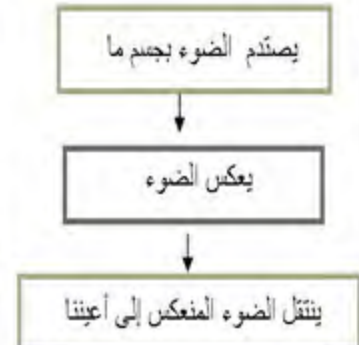 يصتدم الضوء بجسم ما
يعكس الضوء
ينتقل الضوء المنعكس إلى أعيننا